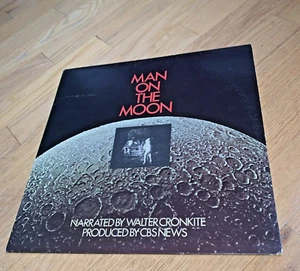 MAN
ON
THE
MOON
NARRATED BY WALTER CRONKITE
PRODUCED BY CBS NEWS